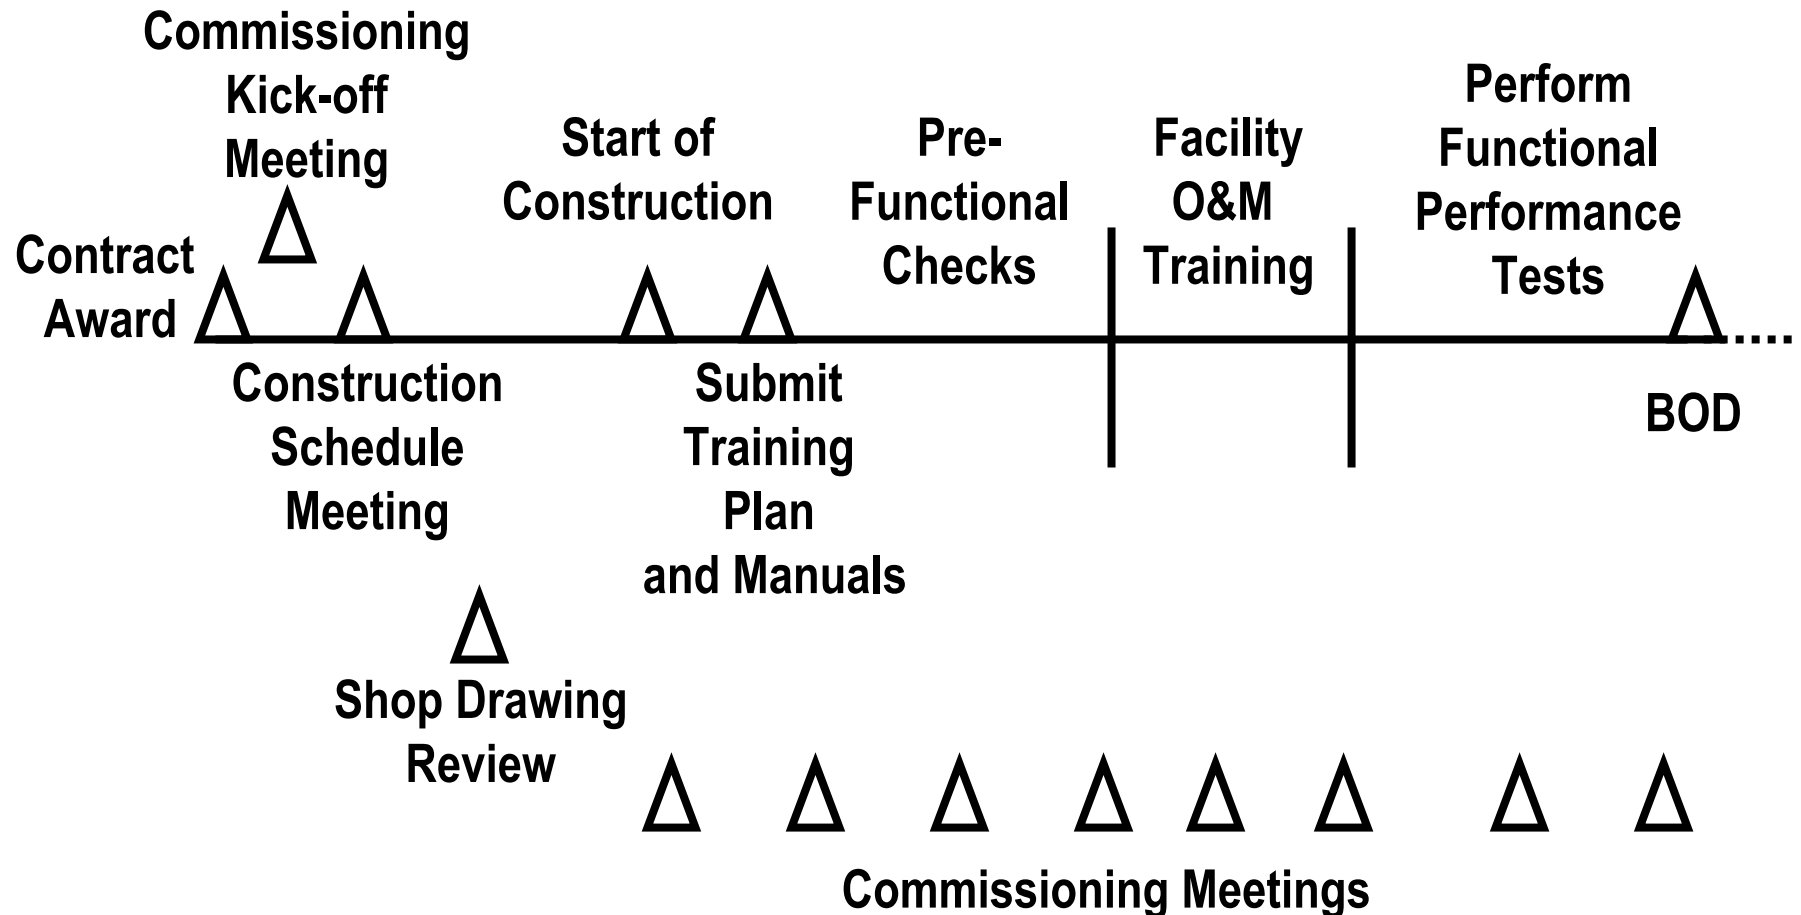 Commissioning
Kick-off
Meeting
Contract
Award
Start of
Construction
Pre-
Functional
Checks
Facility
O&M
Training
Perform
Functional
Performance
Tests
Construction
Schedule
Meeting
Submit
Training
Plan
and Manuals
BOD
Shop Drawing
Review
Commissioning Meetings